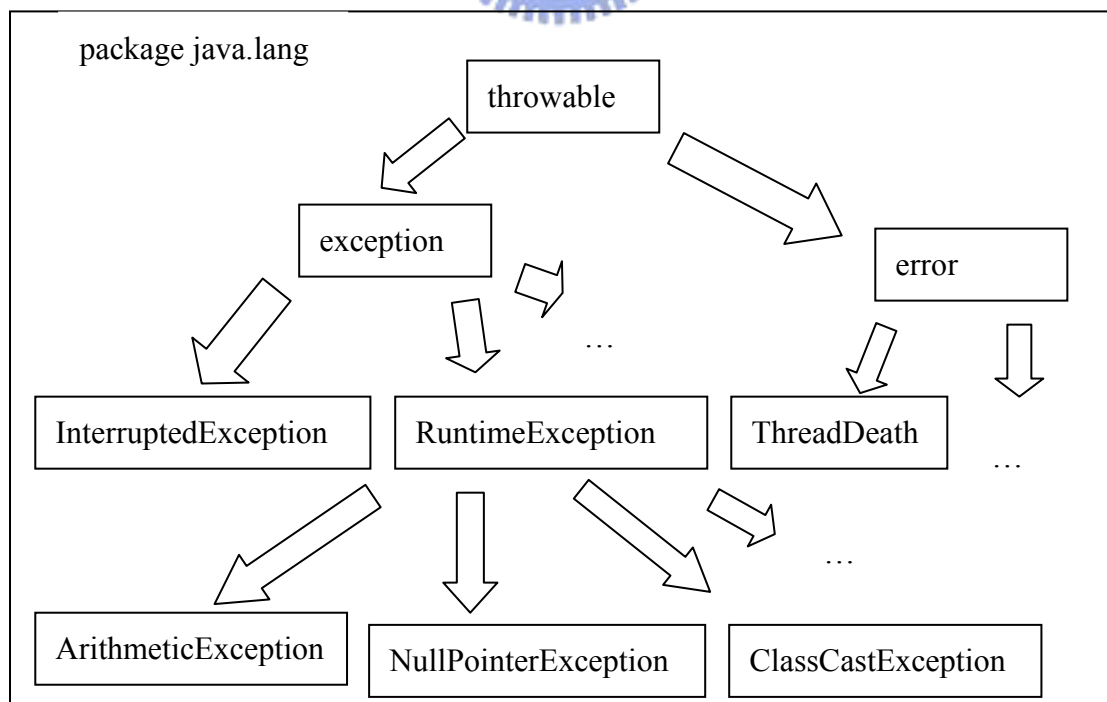 package java.lang
throwable
exception
error
…
InterruptedException
RuntimeException
ThreadDeath
…
…
ArithmeticException
NullPointerException
ClassCastException